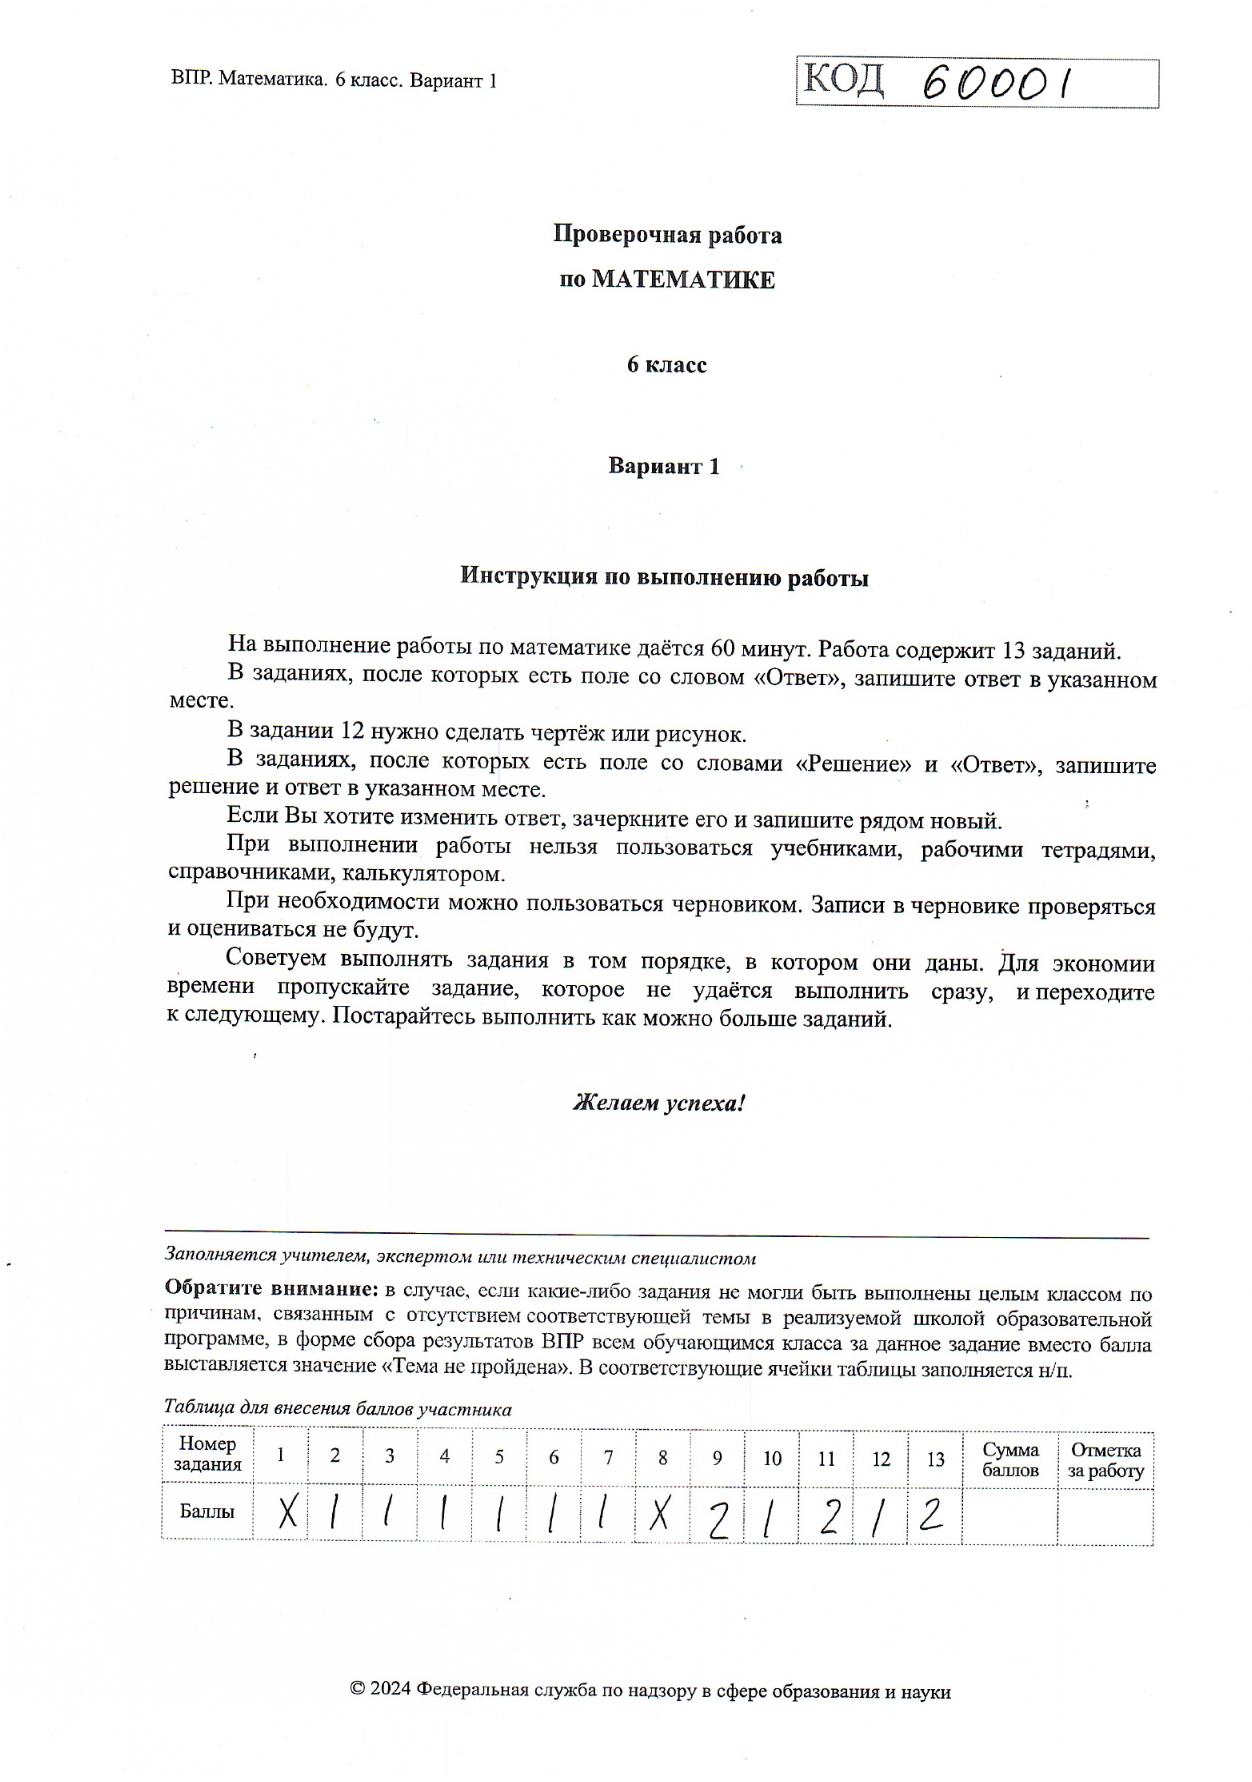 ВПР. Математика. 6 класс. Вариант 1
КОД 60001
Проверочная работа
по МАТЕМАТИКЕ
6 класс
Вариант 1
Инструкция по выполнению работы
На выполнение работы по математике даётся 60 минут. Работа содержит 13 заданий.
В заданиях, после которых есть поле со словом «Ответ», запишите ответ в указанном
месте.
В задании 12 нужно сделать чертёж или рисунок.
В заданиях, после которых есть поле со словами «Решение» и «Ответ», запишите
решение и ответ в указанном месте.
Если Вы хотите изменить ответ, зачеркните его и запишите рядом новый.
При выполнении работы нельзя пользоваться учебниками, рабочими тетрадями,
справочниками, калькулятором.
При необходимости можно пользоваться черновиком. Записи в черновике проверяться
и оцениваться не будут.
Советуем выполнять задания в том порядке, в котором они даны. Для экономии
времени пропускайте задание, которое не удаётся выполнить сразу, и переходите
к следующему. Постарайтесь выполнить как можно больше заданий.
Желаем успеха!
Заполняется учителем, экспертом или техническим специалистом
Обратите внимание: в случае, если какие-либо задания не могли быть выполнены целым классом по
причинам, связанным с отсутствием соответствующей темы в реализуемой школой образовательной
программе, в форме сбора результатов ВПР всем обучающимся класса за данное задание вместо балла
выставляется значение «Тема не пройдена». В соответствующие ячейки таблицы заполняется н/п.
Таблица для внесения баллов участника
Номер задания 1 2 3 4 5 6 7 8 9 10 11 12 13 Сумма баллов Отметка за работу
Баллы X 1 1 1 1 1 1 X 2 1 2 1 2
© 2024 Федеральная служба по надзору в сфере образования и науки